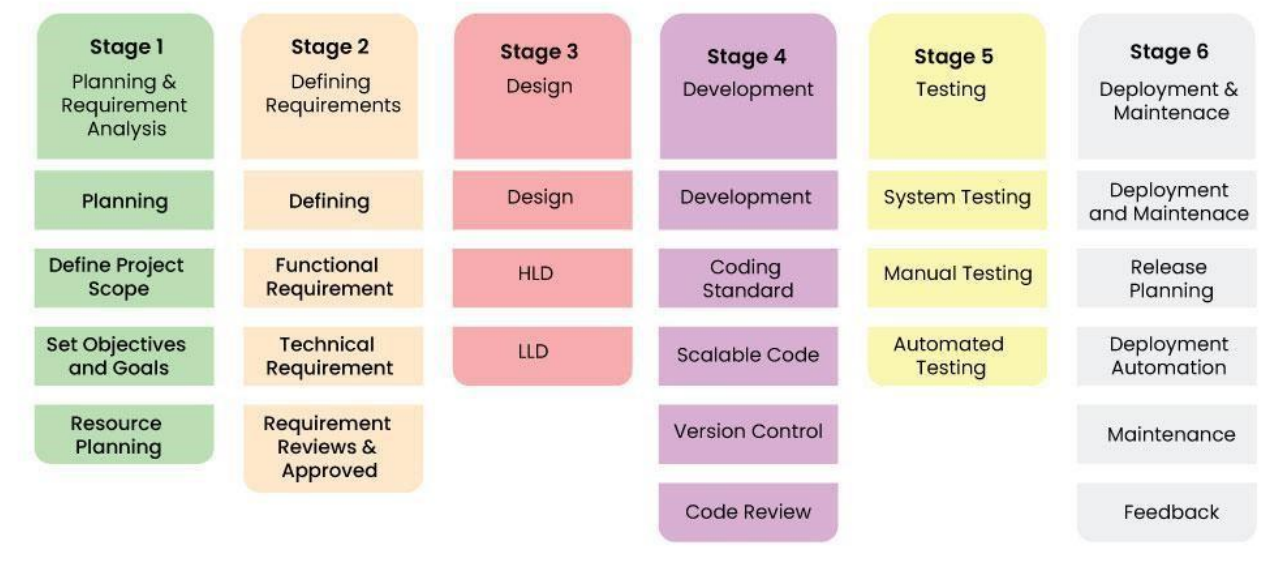 Stage 1
Planning &
Requirement
Analysis
Planning
Define Project
Scope
Set Objectives
and Goals
Resource
Planning
Stage 2
Defining
Requirements
Defining
Functional
Requirement
Technical
Requirement
Requirement
Reviews &
Approved
Stage 3
Design
Design
HLD
LLD
Stage 4
Development
Development
Coding
Standard
Scalable Code
Version Control
Code Review
Stage 5
Testing
System Testing
Manual Testing
Automated
Testing
Stage 6
Deployment &
Maintenace
Deployment
and Maintenace
Release
Planning
Deployment
Automation
Maintenance
Feedback